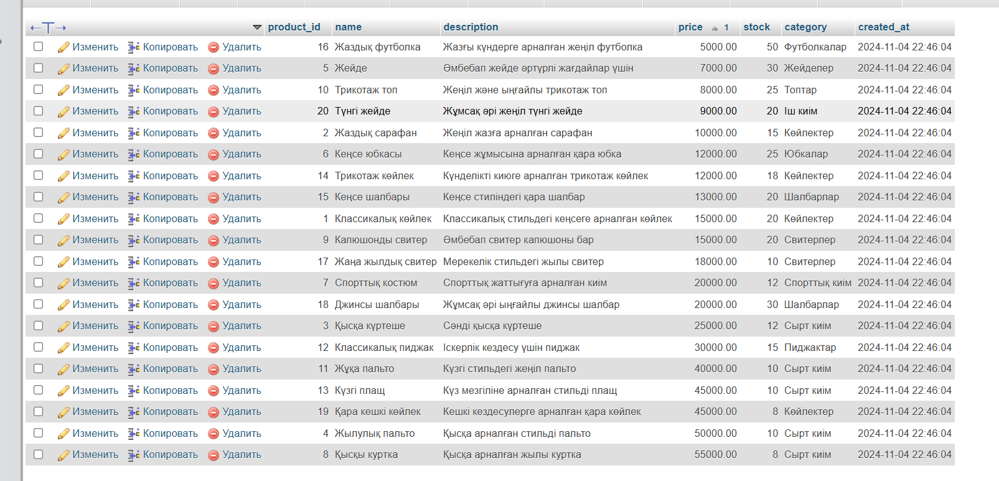 product_id name description price 1 stock category created_at
Изменить Копировать Удалить 16 Жаздық футболка Жазғы күндерге арналған жеңіл футболка 5000.00 50 Футболкалар 2024-11-04 22:46:04
Изменить Копировать Удалить 5 Жейде Әмбебап жейде әртүрлі жағдайлар үшін 7000.00 30 Жейделер 2024-11-04 22:46:04
Изменить Копировать Удалить 10 Трикотаж топ Жеңіл және ыңғайлы трикотаж топ 8000.00 25 Топтар 2024-11-04 22:46:04
Изменить Копировать Удалить 20 Түнгі жейде Жұмсақ әрі жеңіл түнгі жейде 9000.00 20 Іш киім 2024-11-04 22:46:04
Изменить Копировать Удалить 2 Жаздық сарафан Жеңіл жазға арналған сарафан 10000.00 15 Көйлектер 2024-11-04 22:46:04
Изменить Копировать Удалить 6 Кеңсе юбкасы Кеңсе жұмысына арналған қара юбка 12000.00 25 Юбкалар 2024-11-04 22:46:04
Изменить Копировать Удалить 14 Трикотаж көйлек Күнделікті киюге арналған трикотаж көйлек 12000.00 18 Көйлектер 2024-11-04 22:46:04
Изменить Копировать Удалить 15 Кеңсе шалбары Кеңсе стиліндегі қара шалбар 13000.00 20 Шалбарлар 2024-11-04 22:46:04
Изменить Копировать Удалить 1 Классикалық көйлек Классикалық стильдегі кеңсеге арналған көйлек 15000.00 20 Көйлектер 2024-11-04 22:46:04
Изменить Копировать Удалить 9 Капюшонды свитер Әмбебап свитер капюшоны бар 15000.00 20 Свитерлер 2024-11-04 22:46:04
Изменить Копировать Удалить 17 Жаңа жылдық свитер Мерекелік стильдегі жылы свитер 18000.00 10 Свитерлер 2024-11-04 22:46:04
Изменить Копировать Удалить 7 Спорттық костюм Спорттық жаттығуға арналған киім 20000.00 12 Спорттық киім 2024-11-04 22:46:04
Изменить Копировать Удалить 18 Джинсы шалбары Жұмсақ әрі ыңғайлы джинсы шалбар 20000.00 30 Шалбарлар 2024-11-04 22:46:04
Изменить Копировать Удалить 3 Қысқа күртеше Сәнді қысқа күртеше 25000.00 12 Сырт киім 2024-11-04 22:46:04
Изменить Копировать Удалить 12 Классикалық пиджак Іскерлік кездесу үшін пиджак 30000.00 15 Пиджактар 2024-11-04 22:46:04
Изменить Копировать Удалить 11 Жұқа пальто Күзгі стильдегі жеңіл пальто 40000.00 10 Сырт киім 2024-11-04 22:46:04
Изменить Копировать Удалить 13 Күзгі плащ Күз мезгіліне арналған стильді плащ 45000.00 10 Сырт киім 2024-11-04 22:46:04
Изменить Копировать Удалить 19 Қара кешкі көйлек Кешкі кездесулерге арналған қара көйлек 45000.00 8 Көйлектер 2024-11-04 22:46:04
Изменить Копировать Удалить 4 Жылулық пальто Қысқа арналған стильді пальто 50000.00 10 Сырт киім 2024-11-04 22:46:04
Изменить Копировать Удалить 8 Қысқы куртка Қысқа арналған жылы куртка 55000.00 8 Сырт киім 2024-11-04 22:46:04